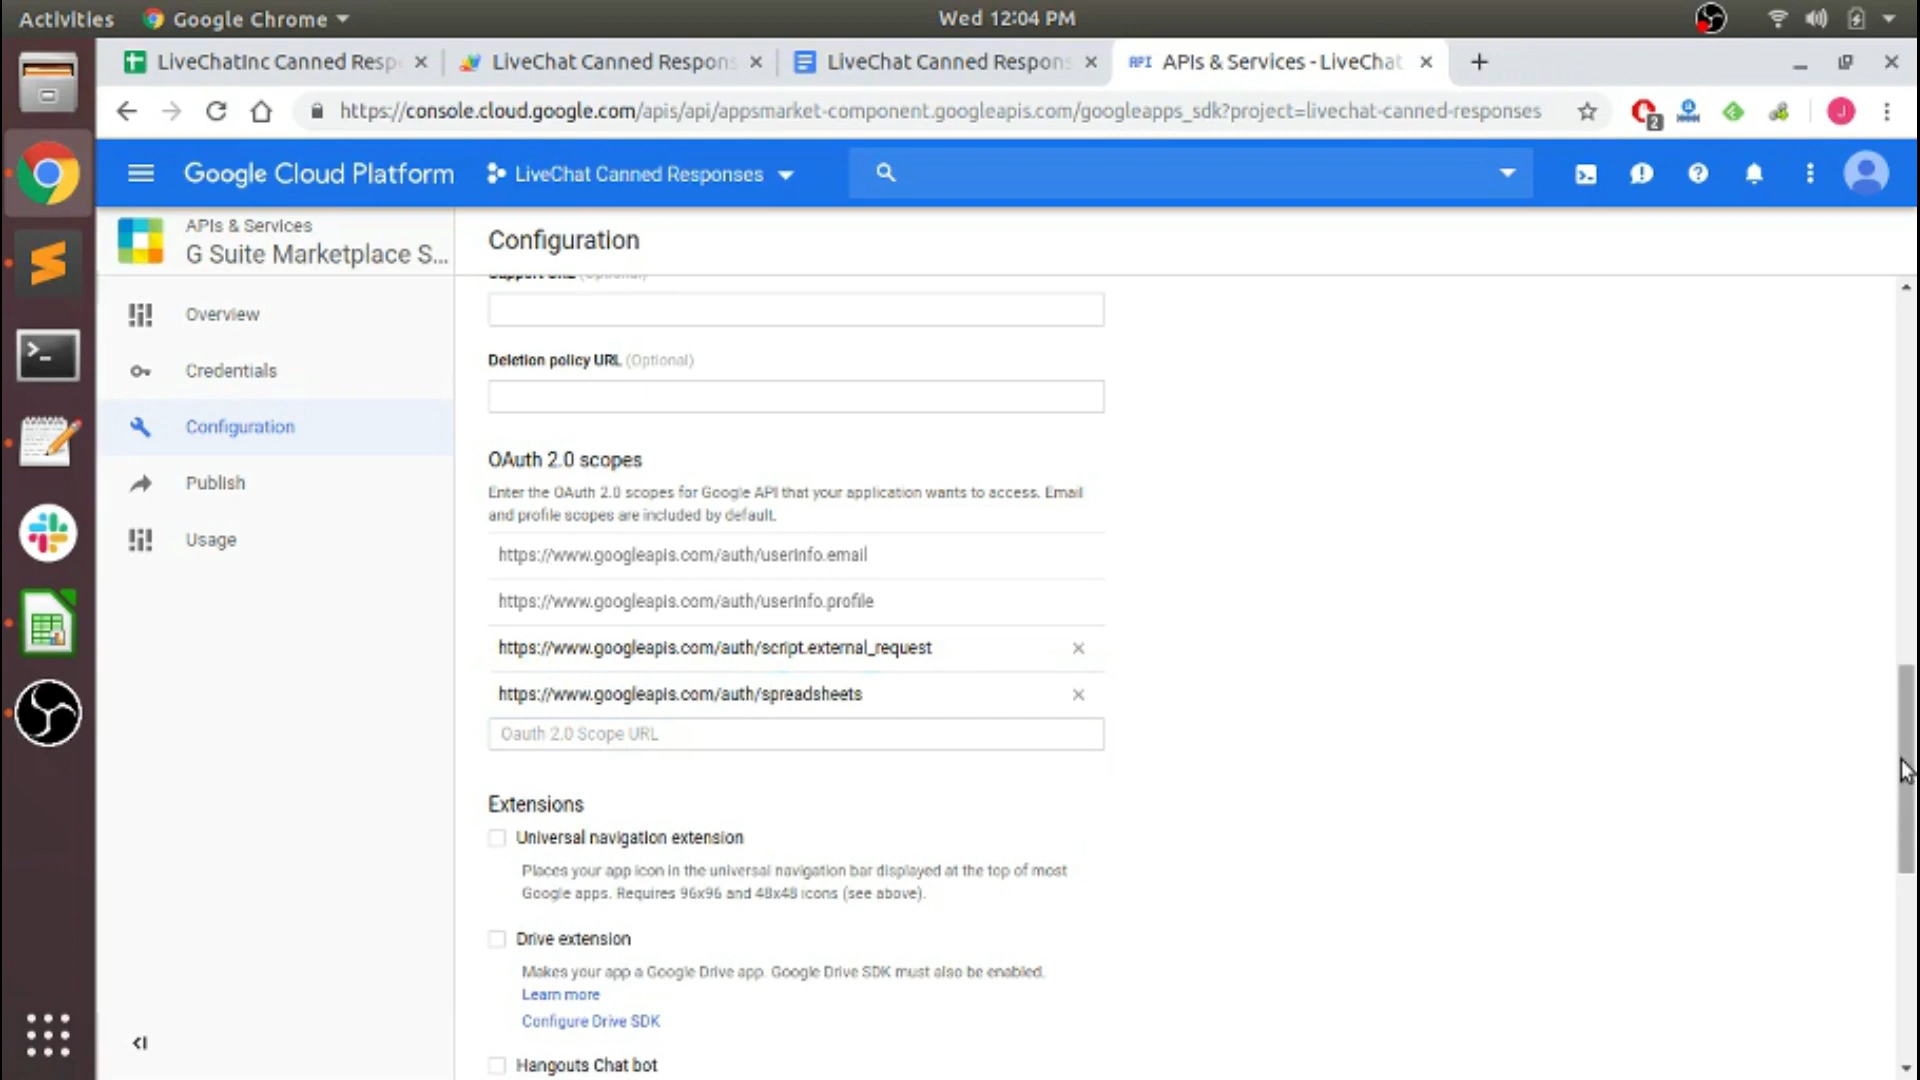 Activities
Google Chrome
Wed 12:04 PM
LiveChatInc Canned Resp
LiveChat Canned Respon
LiveChat Canned Respon
API APIs & Services - LiveChat
https://console.cloud.google.com/apis/api/appsmarket-component.googleapis.com/googleapps_sdk?project=livechat-canned-responses
2
J
Google Cloud Platform
LiveChat Canned Responses
APIs & Services
G Suite Marketplace S...
Configuration
Overview
Credentials
Configuration
Publish
Usage
Support URL (Optional)
Deletion policy URL (Optional)
OAuth 2.0 scopes
Enter the OAuth 2.0 scopes for Google API that your application wants to access. Email
and profile scopes are included by default.
https://www.googleapis.com/auth/userinfo.email
https://www.googleapis.com/auth/userinfo.profile
https://www.googleapis.com/auth/script.external_request
https://www.googleapis.com/auth/spreadsheets
Oauth 2.0 Scope URL
Extensions
Universal navigation extension
Places your app icon in the universal navigation bar displayed at the top of most
Google apps. Requires 96x96 and 48x48 icons (see above).
Drive extension
Makes your app a Google Drive app. Google Drive SDK must also be enabled.
Learn more
Configure Drive SDK
Hangouts Chat bot